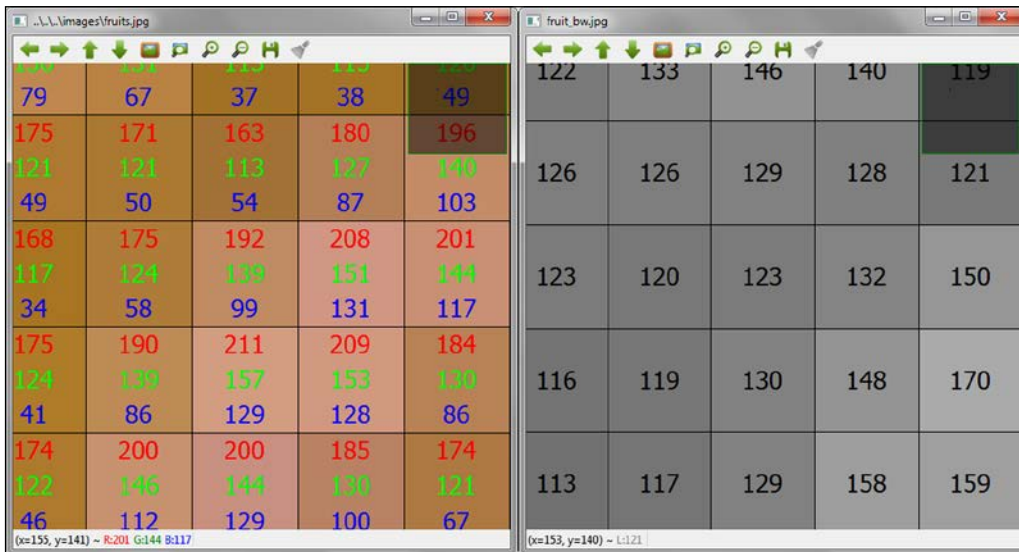 ..\..\..\images\fruits.jpg
79 67 37 38 49
175 171 163 180 196
121 121 113 127 140
49 50 54 87 103
168 175 192 208 201
117 124 139 151 144
34 58 99 131 117
175 190 211 209 184
124 139 157 153 130
41 86 129 128 86
174 200 200 185 174
122 146 144 130 121
46 112 129 100 67
(x=155, y=141) ~ R:201 G:144 B:117
fruit_bw.jpg
122 133 146 140 119
126 126 129 128 121
123 120 123 132 150
116 119 130 148 170
113 117 129 158 159
(x=153, y=140) ~ L:121